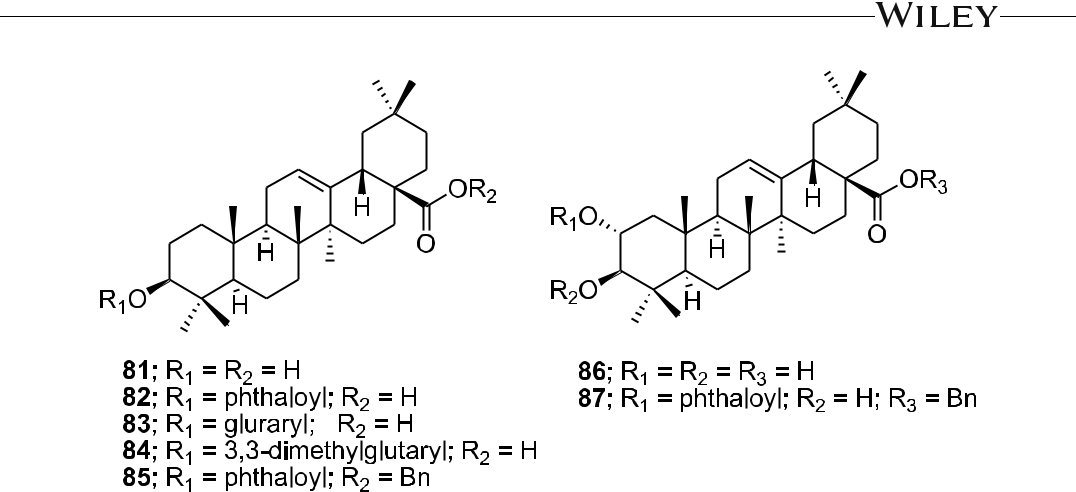 WILEY
OR₂
H
O
H
R₁O
H
OR₃
H
O
R₁O
H
R₂O
H
81; R₁ = R₂ = H
82; R₁ = phthaloyl; R₂ = H
83; R₁ = gluraryl; R₂ = H
84; R₁ = 3,3-dimethylglutaryl; R₂ = H
85; R₁ = phthaloyl; R₂ = Bn
86; R₁ = R₂ = R₃ = H
87; R₁ = phthaloyl; R₂ = H; R₃ = Bn